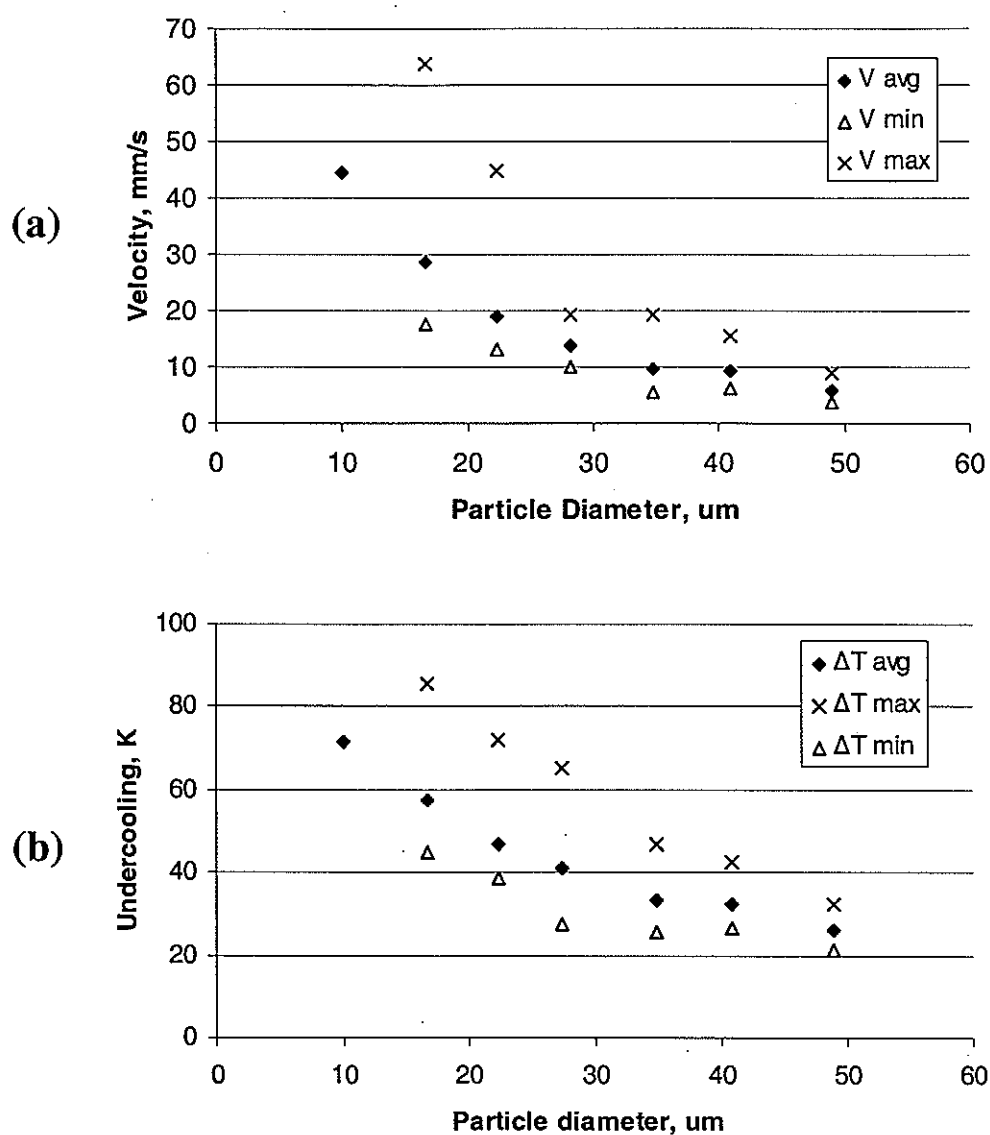 (a)
Velocity, mm/s
70
60
50
40
30
20
10
0
0 10 20 30 40 50 60
Particle Diameter, um
V avg
V min
V max
(b)
Undercooling, K
100
80
60
40
20
0
0 10 20 30 40 50 60
Particle diameter, um
ΔT avg
ΔT max
ΔT min